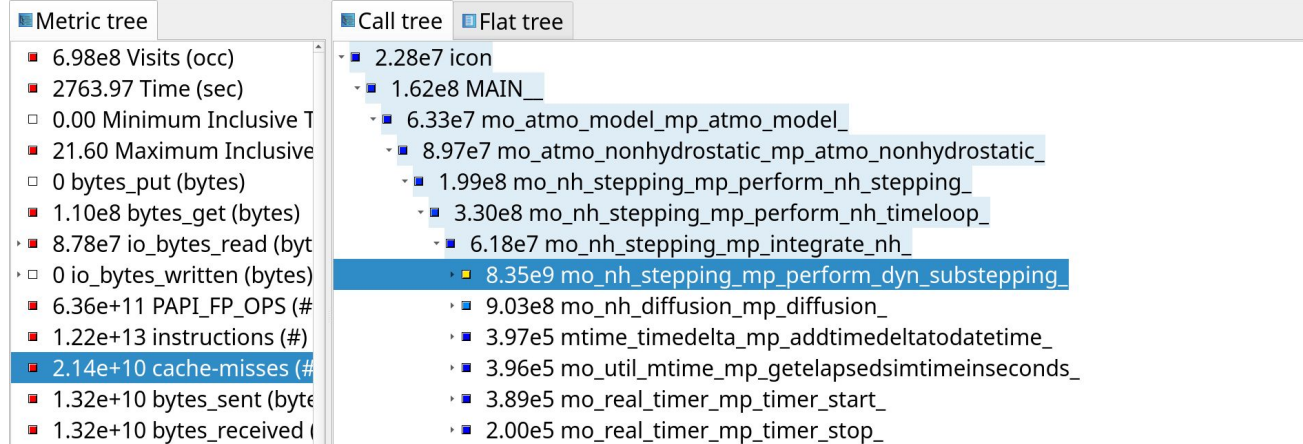 Metric tree
Call tree
Flat tree
6.98e8 Visits (occ)
2763.97 Time (sec)
0.00 Minimum Inclusive T
21.60 Maximum Inclusive
0 bytes_put (bytes)
1.10e8 bytes_get (bytes)
8.78e7 io_bytes_read (byt
0 io_bytes_written (bytes)
6.36e+11 PAPI_FP_OPS (#
1.22e+13 instructions (#)
2.14e+10 cache-misses (#
1.32e+10 bytes_sent (byte
1.32e+10 bytes_received (
2.28e7 icon
1.62e8 MAIN__
6.33e7 mo_atmo_model_mp_atmo_model_
8.97e7 mo_atmo_nonhydrostatic_mp_atmo_nonhydrostatic_
1.99e8 mo_nh_stepping_mp_perform_nh_stepping_
3.30e8 mo_nh_stepping_mp_perform_nh_timeloop_
6.18e7 mo_nh_stepping_mp_integrate_nh_
8.35e9 mo_nh_stepping_mp_perform_dyn_substepping_
9.03e8 mo_nh_diffusion_mp_diffusion_
3.97e5 mtime_timedelta_mp_addtimedeltatodatetime_
3.96e5 mo_util_mtime_mp_getelapsedsimtimeinseconds_
3.89e5 mo_real_timer_mp_timer_start_
2.00e5 mo_real_timer_mp_timer_stop_